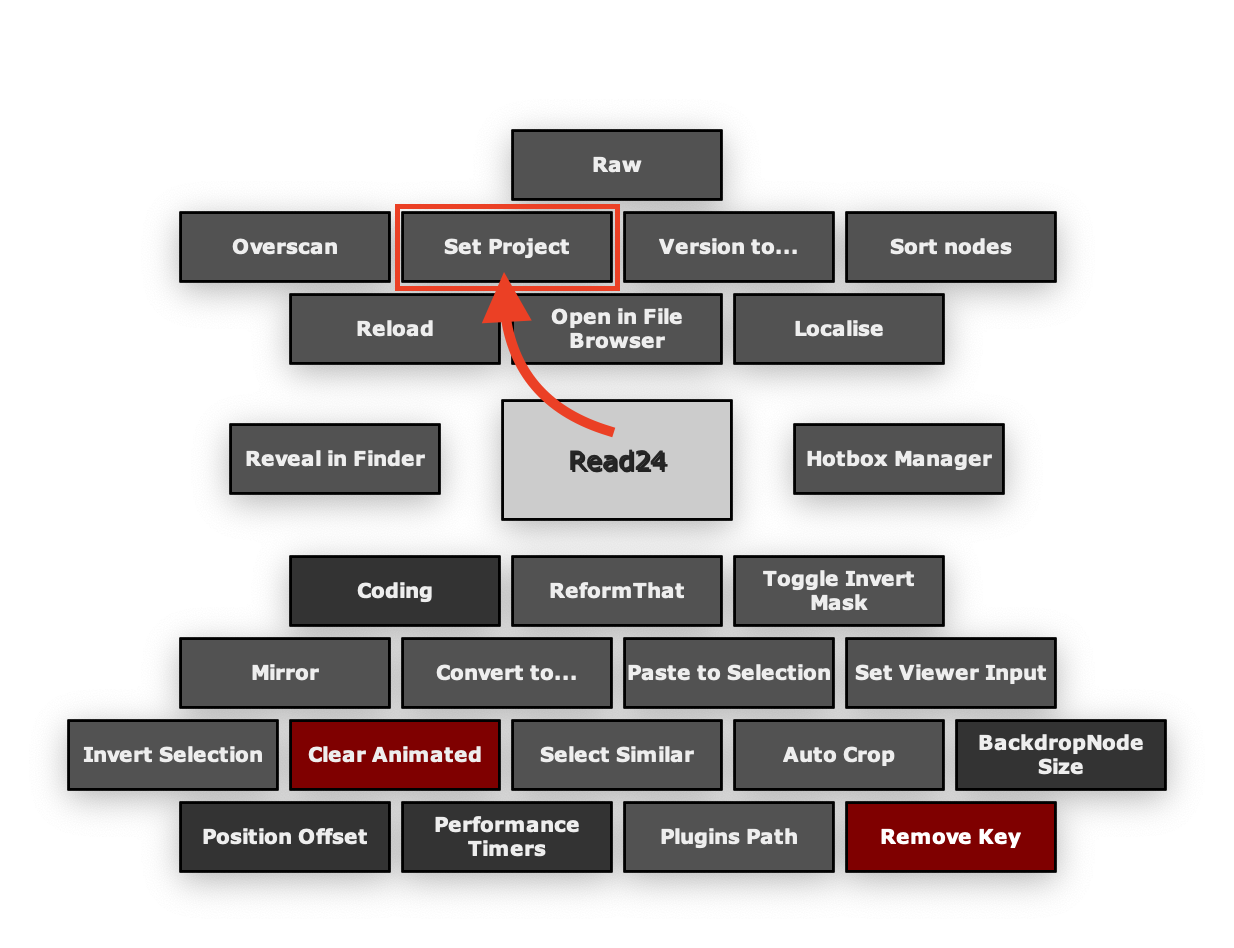 Raw
Overscan
Set Project
Version to...
Sort nodes
Reload
Open in File
Browser
Localise
Reveal in Finder
Read24
Hotbox Manager
Coding
ReformThat
Toggle Invert
Mask
Mirror
Convert to...
Paste to Selection
Set Viewer Input
Invert Selection
Clear Animated
Select Similar
Auto Crop
BackdropNode
Size
Position Offset
Performance
Timers
Plugins Path
Remove Key